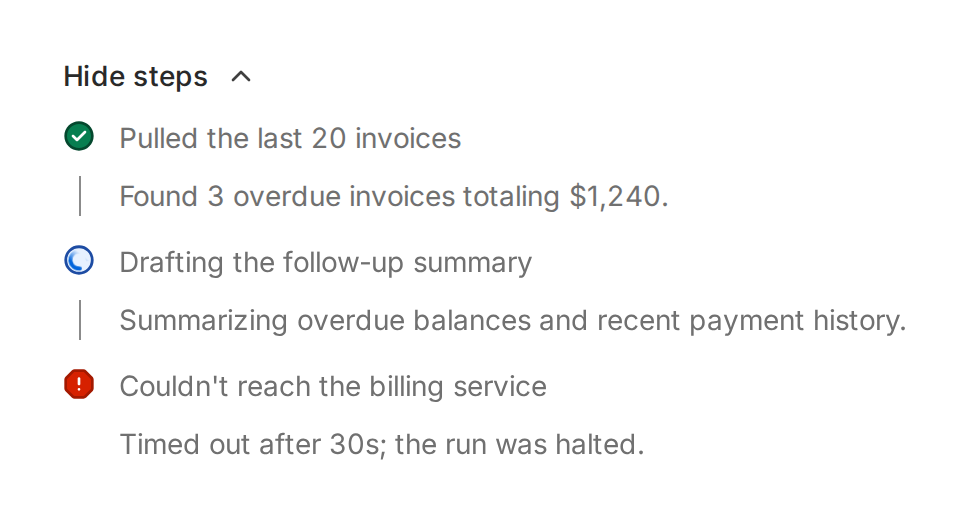 Hide steps
Pulled the last 20 invoices
Found 3 overdue invoices totaling $1,240.
Drafting the follow-up summary
Summarizing overdue balances and recent payment history.
Couldn't reach the billing service
Timed out after 30s; the run was halted.